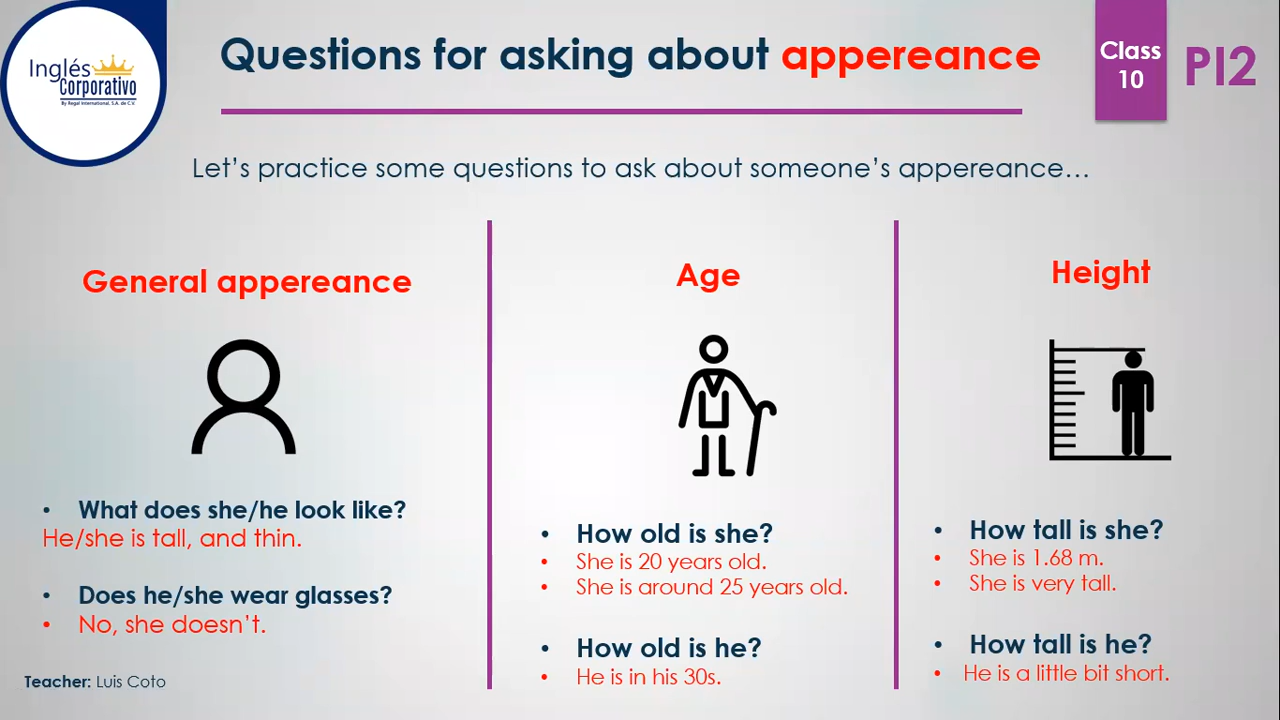 Inglés
Corporativo
By Regal International, S.A. de C.V.
Questions for asking about appereance
Class
10
PI2
Let's practice some questions to ask about someone's appereance...
General appereance
• What does she/he look like?
He/she is tall, and thin.
• Does he/she wear glasses?
• No, she doesn't.
Teacher: Luis Coto
Age
• How old is she?
• She is 20 years old.
• She is around 25 years old.
• How old is he?
• He is in his 30s.
Height
• How tall is she?
• She is 1.68 m.
• She is very tall.
• How tall is he?
• He is a little bit short.